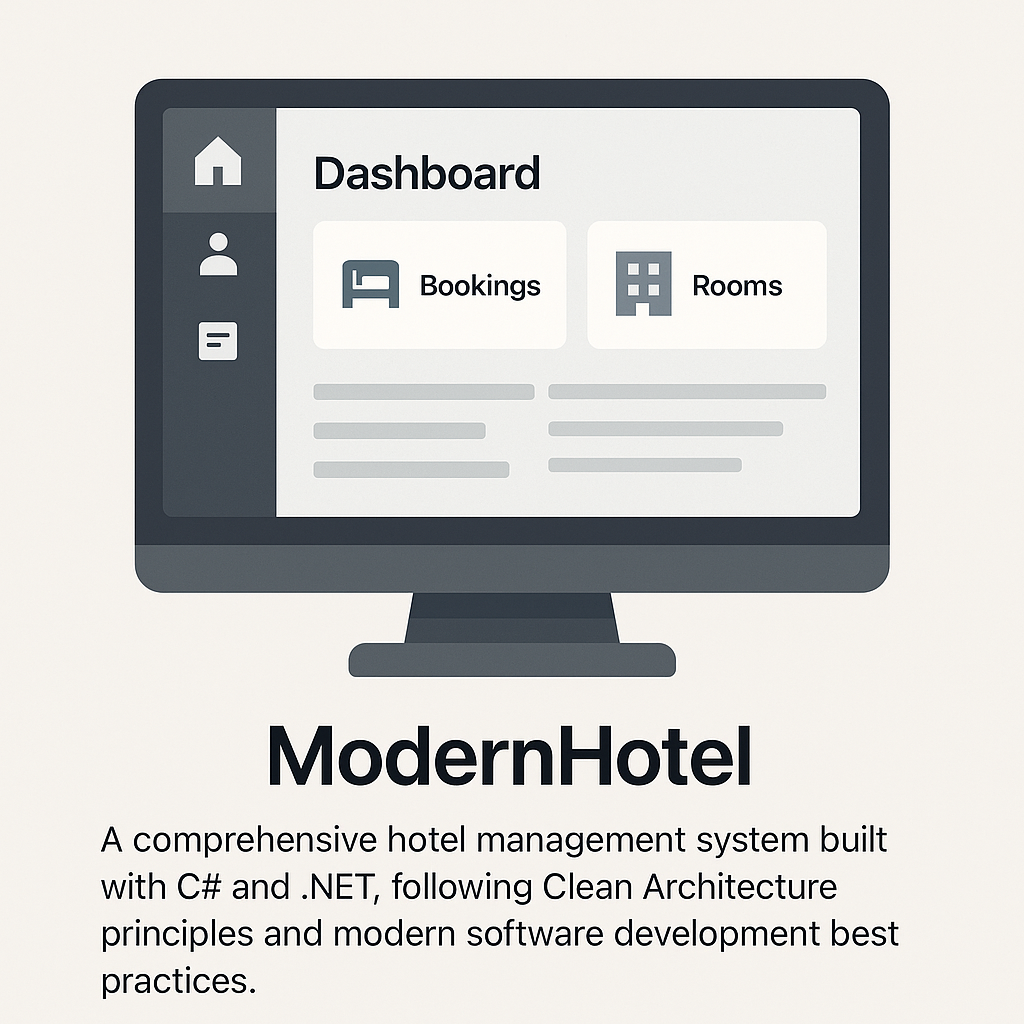 Dashboard
Bookings
Rooms
ModernHotel
A comprehensive hotel management system built
with C# and .NET, following Clean Architecture
principles and modern software development best
practices.